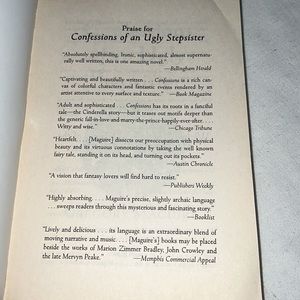 Praise for
Confessions of an Ugly Stepsister
"Absolutely spellbinding. Ironic, sophisticated, almost supernatu-
rally well written, this is one amazing novel."
—Bellingham Herald
"Captivating and beautifully written . . . Confessions is a rich can-
vas of colorful characters and fantastic events rendered by an
artist attentive to every surface and texture." —Book Magazine
"Adult and sophisticated . . . Confessions has its roots in a fanciful
tale—the Cinderella story—but it teases out motifs deeper than
the generic fall-in-love and marry-the-prince-happily-ever-after. . . .
Witty and wise." —Chicago Tribune
"Heartfelt. . . . [Maguire] dissects our preoccupation with physical
beauty and its virtuous connotations by taking the well known
fairy tale, standing it on its head, and turning out its pockets."
—Austin Chronicle
"A vision that fantasy lovers will find hard to resist."
—Publishers Weekly
"Highly absorbing. . . . Maguire's precise, slightly archaic language
. . . sweeps readers through this mysterious and fascinating story."
—Booklist
"Lively and delicious . . . its language is an extraordinary blend of
moving narrative and music. . . . [Maguire's] books may be placed
beside the works of Marion Zimmer Bradley, John Crowley and
the late Mervyn Peake." —Memphis Commercial Appeal